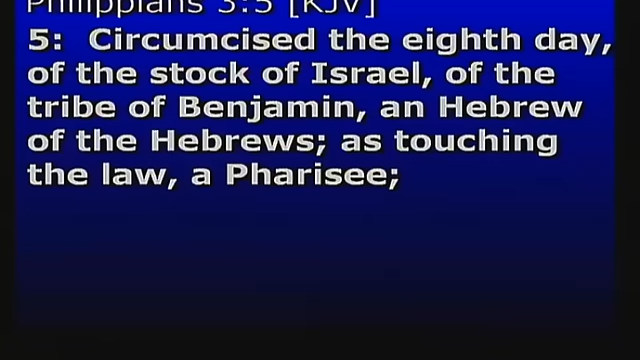 Philippians 3:5 [KJV]
5: Circumcised the eighth day,
of the stock of Israel, of the
tribe of Benjamin, an Hebrew
of the Hebrews; as touching
the law, a Pharisee;